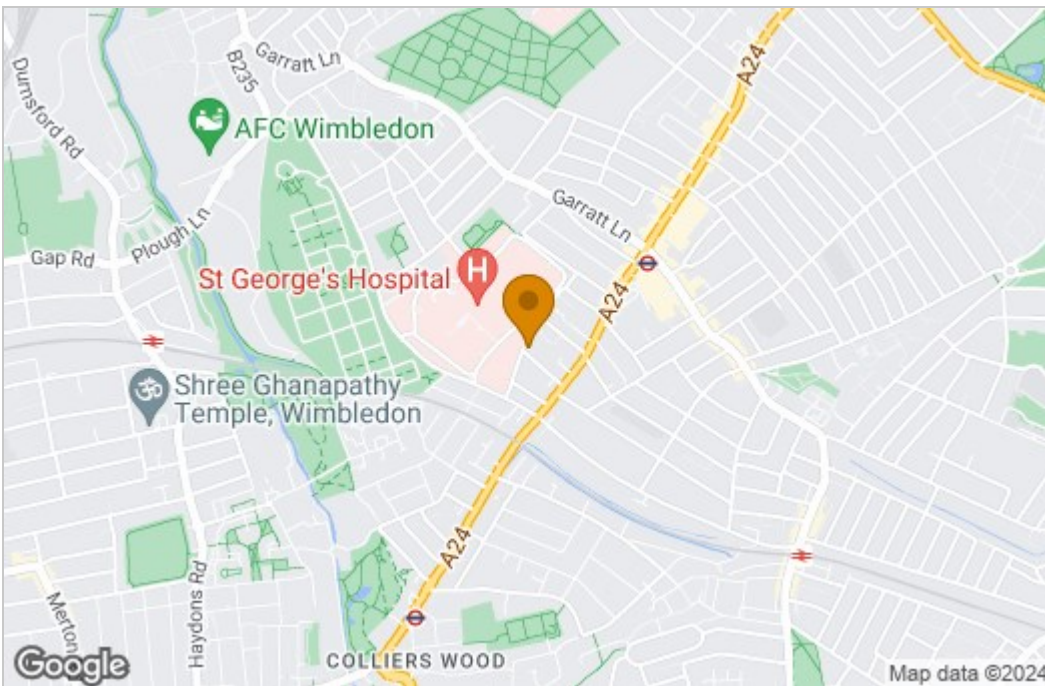 Garratt Ln
B235
A24
Durnsford Rd
AFC Wimbledon
Garratt Ln
Plough Ln
Gap Rd
St George's Hospital
H
A24
Shree Ghanapathy
Temple, Wimbledon
A24
Haydons Rd
Merton
COLLIERS WOOD
Google
Map data ©2024